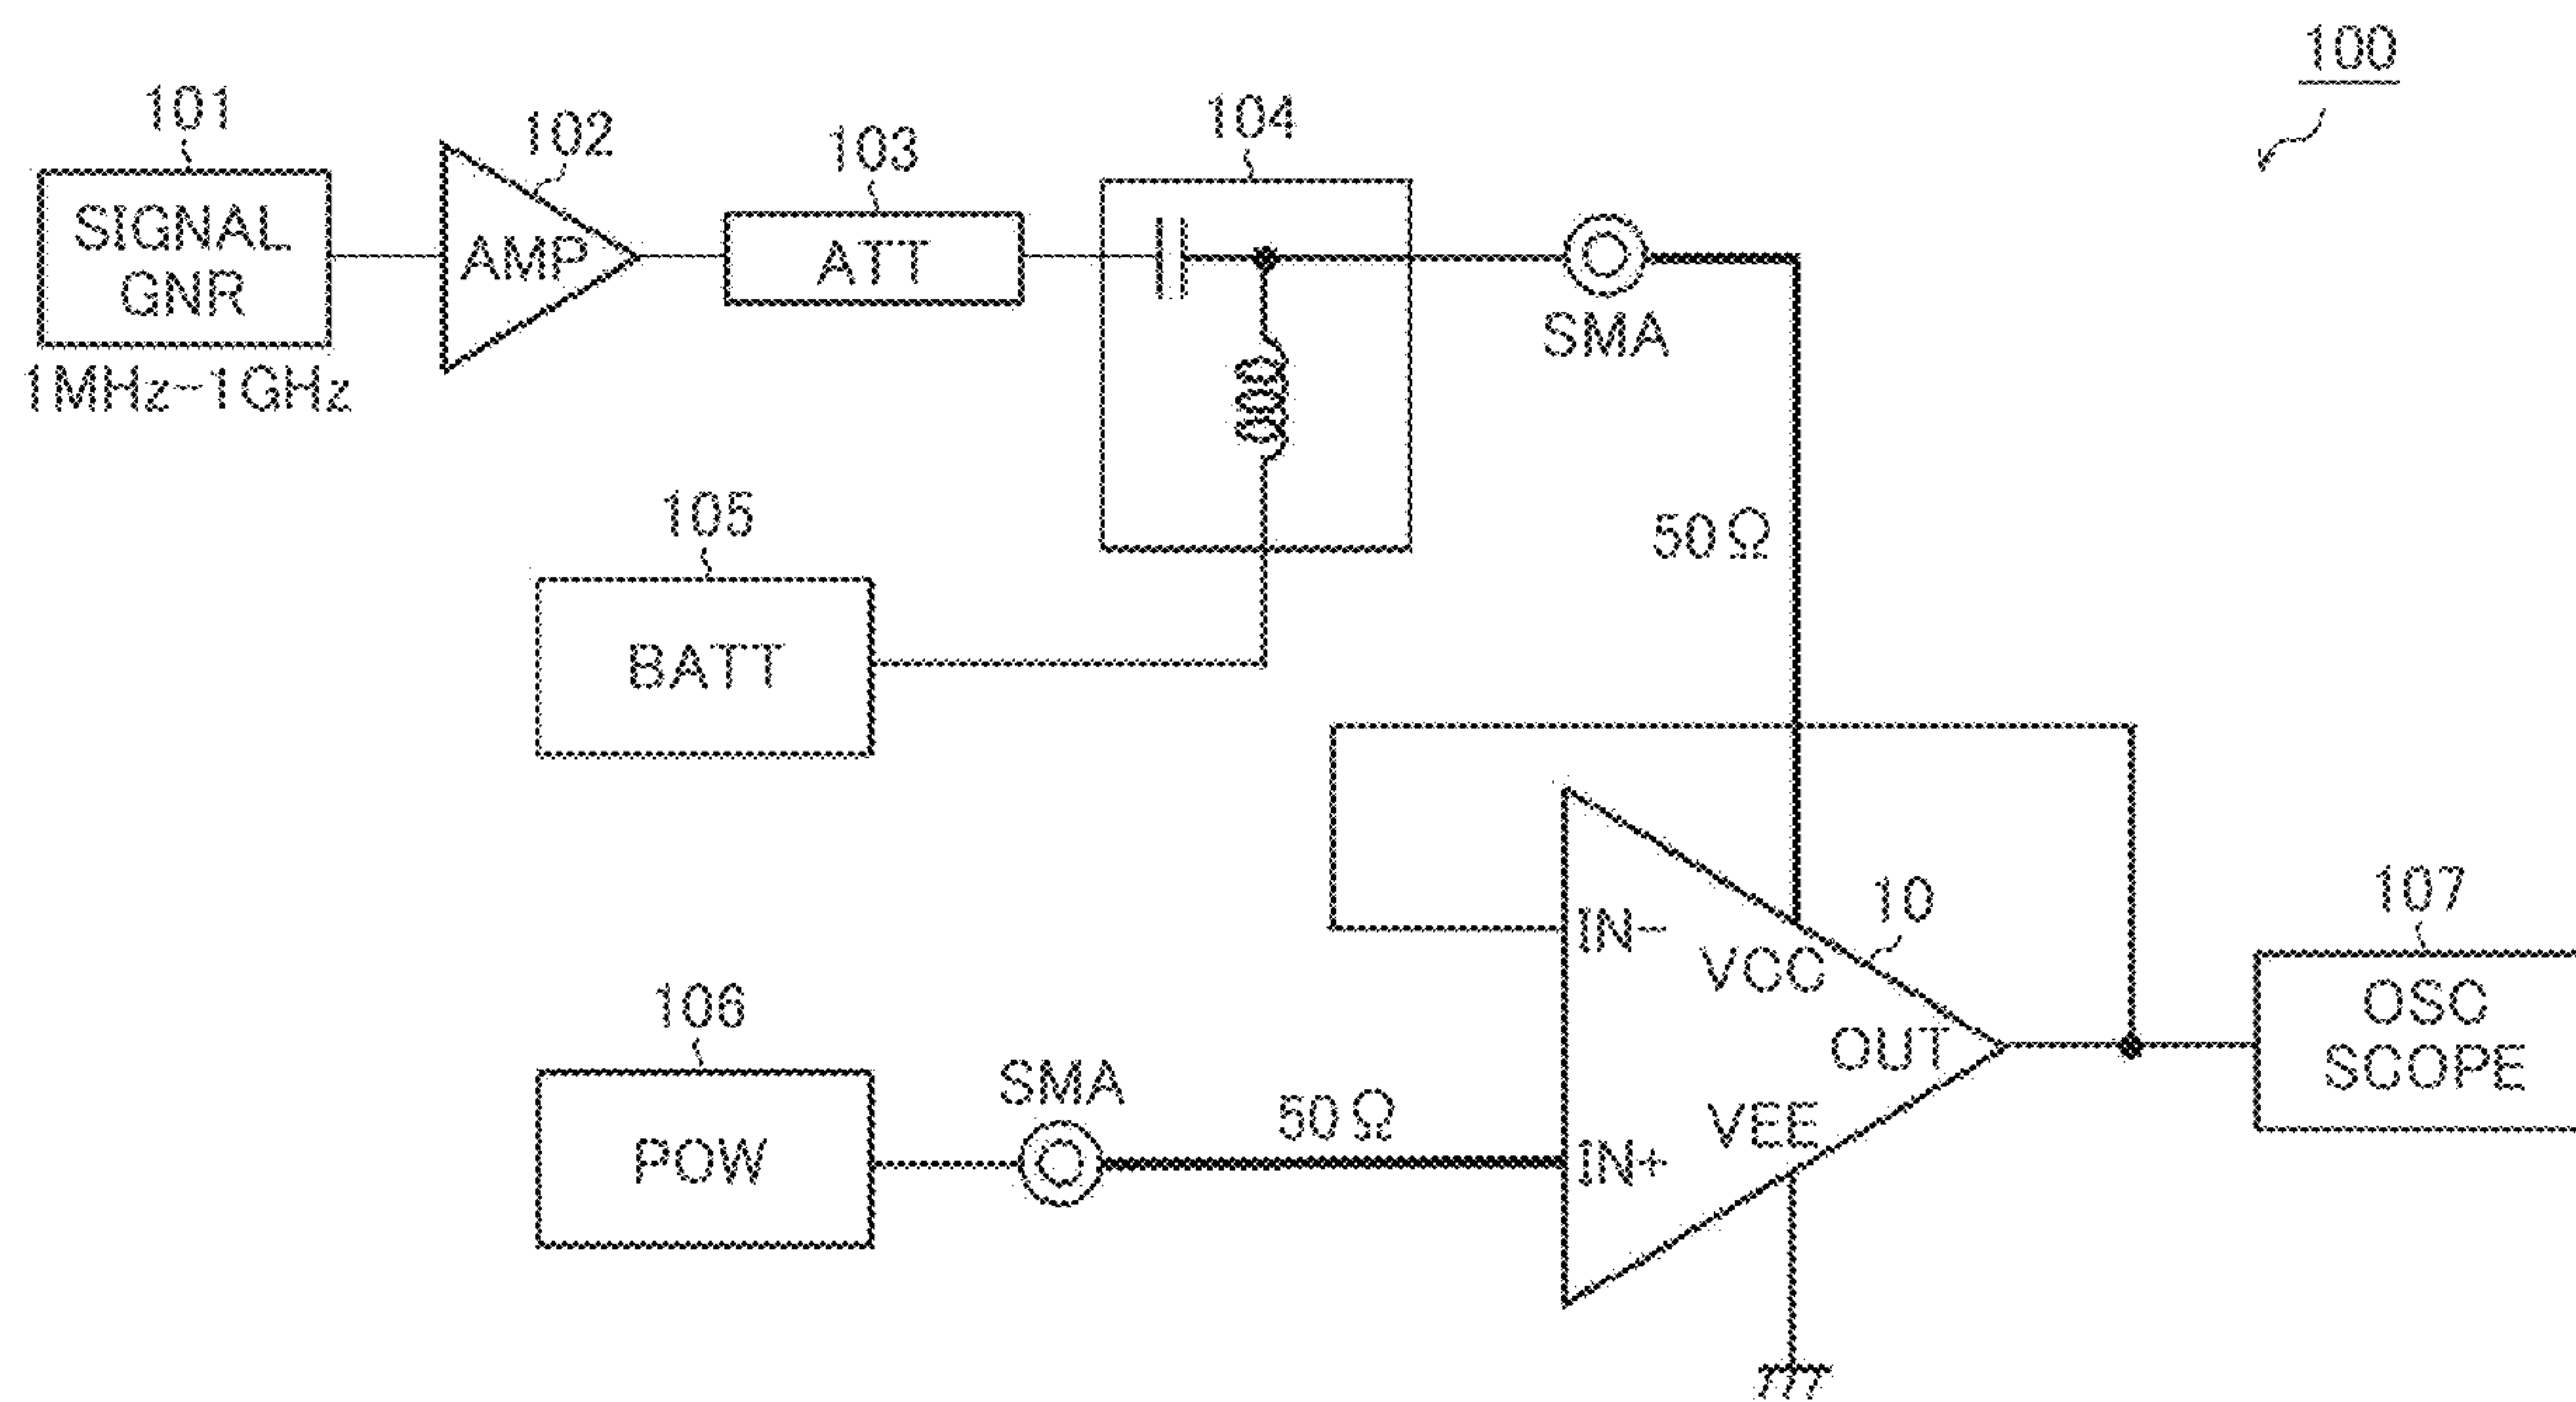 100
101
102
103
104
SIGNAL
GNR
AMP
ATT
1MHz-1GHz
SMA
50Ω
105
BATT
10
107
IN-
VCC
OSC
SCOPE
OUT
106
SMA
50Ω
VEE
POW
IN+